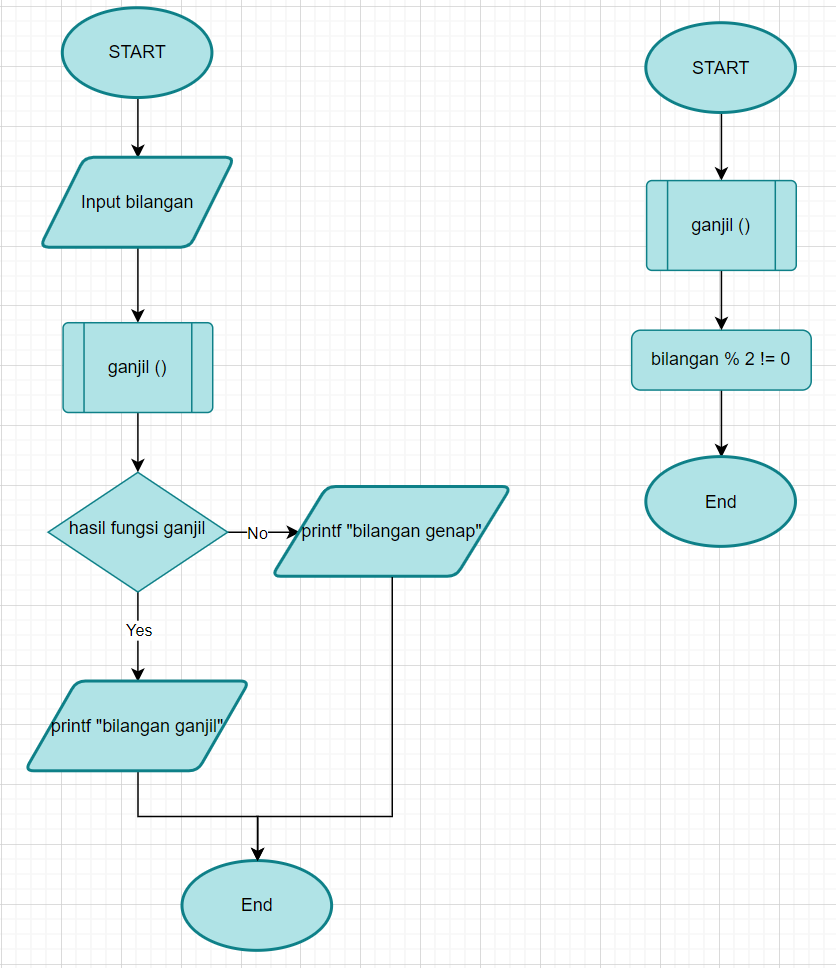 START
Input bilangan
ganjil ()
hasil fungsi ganjil
No
printf "bilangan genap"
Yes
printf "bilangan ganjil"
End
START
ganjil ()
bilangan % 2 != 0
End